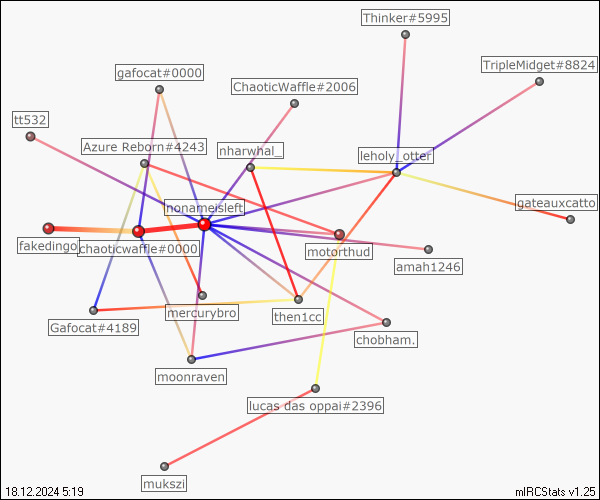 Thinker#5995
TripleMidget#8824
gafocat#0000
ChaoticWaffle#2006
tt532
Azure Reborn#4243
nharwhal_
leholy_otter
gateauxcatto
nonameisleft
fakedingo
chaoticwaffle#0000
motorthud
amah1246
mercurybro
then1cc
Gafocat#4189
chobham.
moonraven
lucas das oppai#2396
mukszi
18.12.2024 5:19
mIRCStats v1.25